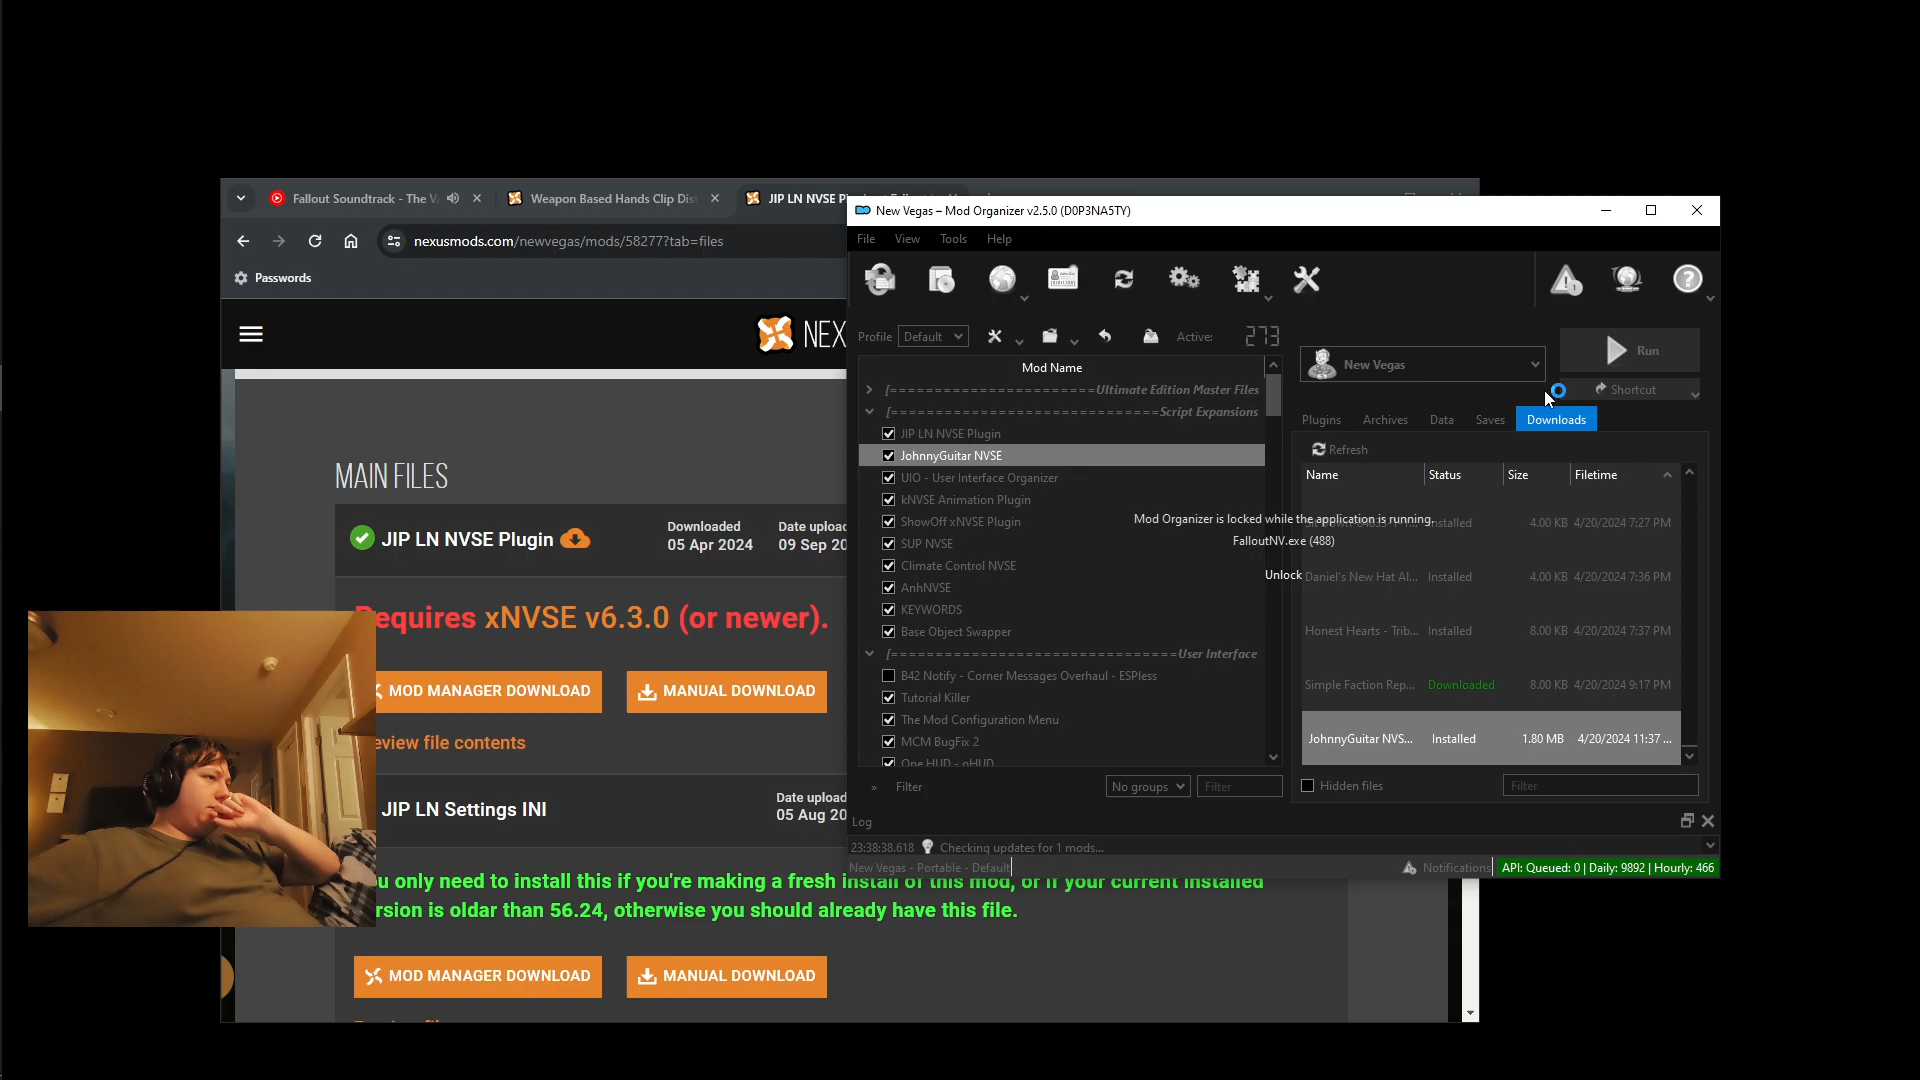 Fallout Soundtrack - The V
Weapon Based Hands Clip Dis
JIP LN NVSE P
nexusmods.com/newvegas/mods/58277?tab=files
Passwords
NEX
MAIN FILES
JIP LN NVSE Plugin
Downloaded
05 Apr 2024
Date upload
09 Sep 20
equires xNVSE v6.3.0 (or newer).
MOD MANAGER DOWNLOAD
MANUAL DOWNLOAD
eview file contents
JIP LN Settings INI
Date upload
05 Aug 20
u only need to install this if you're making a fresh install of this mod, or if your current installed
rsion is oldar than 56.24, otherwise you should already have this file.
MOD MANAGER DOWNLOAD
MANUAL DOWNLOAD
New Vegas – Mod Organizer v2.5.0 (D0P3NA5TY)
File View Tools Help
Profile Default
Active: 273
Mod Name
[=======================Ultimate Edition Master Files
[==============================Script Expansions
JIP LN NVSE Plugin
JohnnyGuitar NVSE
UIO - User Interface Organizer
kNVSE Animation Plugin
ShowOff xNVSE Plugin
SUP NVSE
Climate Control NVSE
AnhNVSE
KEYWORDS
Base Object Swapper
[================================User Interface
B42 Notify - Corner Messages Overhaul - ESPless
Tutorial Killer
The Mod Configuration Menu
MCM BugFix 2
One HUD - oHUD
Filter
No groups
Filter
New Vegas
Run
Shortcut
Plugins Archives Data Saves Downloads
Refresh
Name Status Size Filetime
nstalled 4.00 KB 4/20/2024 7:27 PM
Mod Organizer is locked while the application is running.
FalloutNV.exe (488)
Unlock
Daniel's New Hat Al... Installed 4.00 KB 4/20/2024 7:36 PM
Honest Hearts - Trib... Installed 8.00 KB 4/20/2024 7:37 PM
Simple Faction Rep... Downloaded 8.00 KB 4/20/2024 9:17 PM
JohnnyGuitar NVS... Installed 1.80 MB 4/20/2024 11:37 ...
Hidden files
Filter
Log
23:38:38.618 Checking updates for 1 mods...
New Vegas - Portable - Default
Notifications
API: Queued: 0 | Daily: 9892 | Hourly: 466